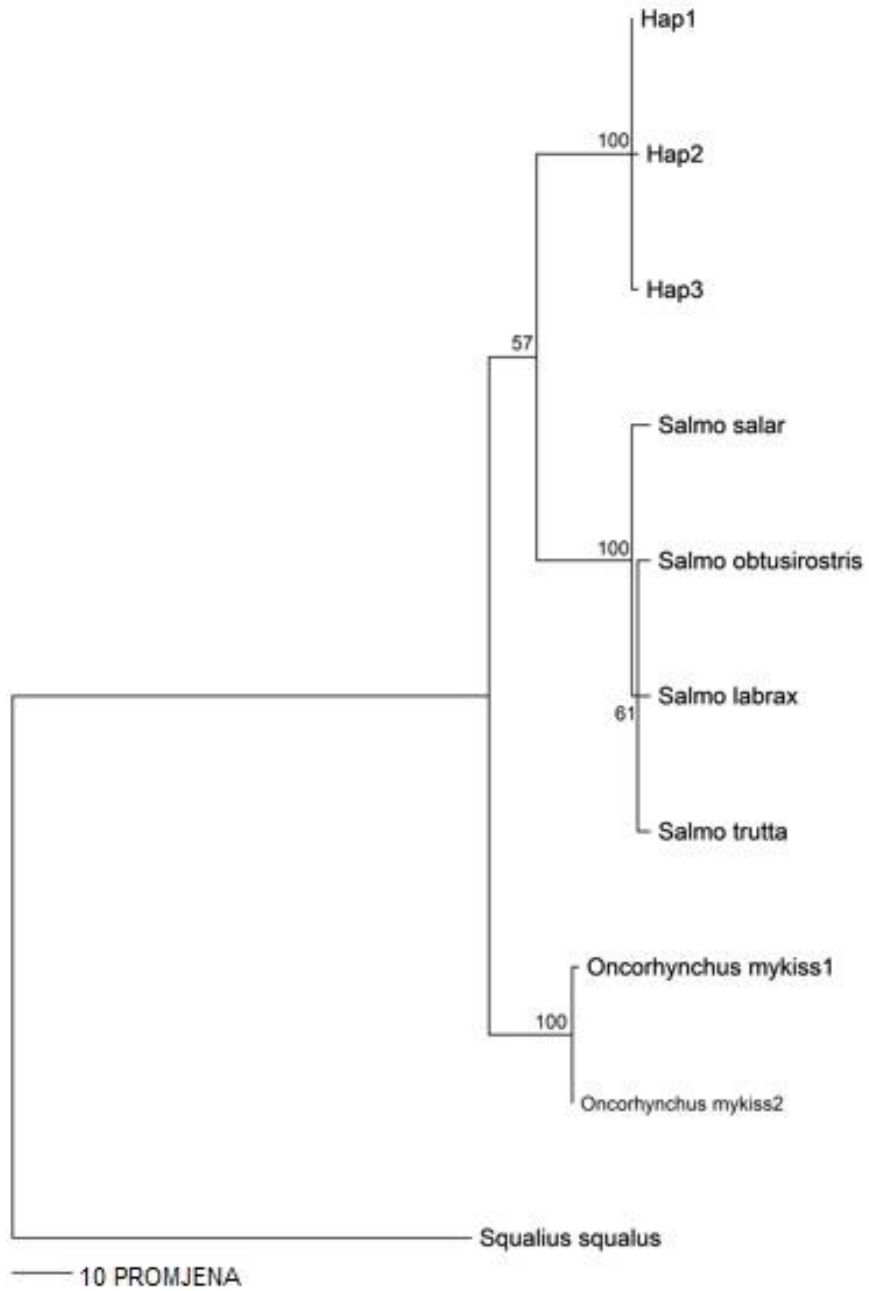 Hap1
100
Hap2
Hap3
57
Salmo salar
100
Salmo obtusirostris
Salmo labrax
61
Salmo trutta
Oncorhynchus mykiss1
100
Oncorhynchus mykiss2
Squalius squalus
10 PROMJENA